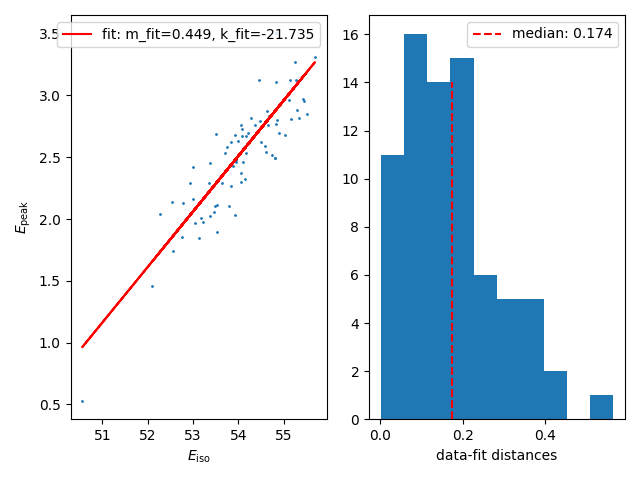 fit: m_fit=0.449, k_fit=-21.735
3.5
3.0
2.5
2.0
1.5
1.0
0.5
E_peak
51 52 53 54 55
E_iso
median: 0.174
16
14
12
10
8
6
4
2
0
0.0 0.2 0.4
data-fit distances